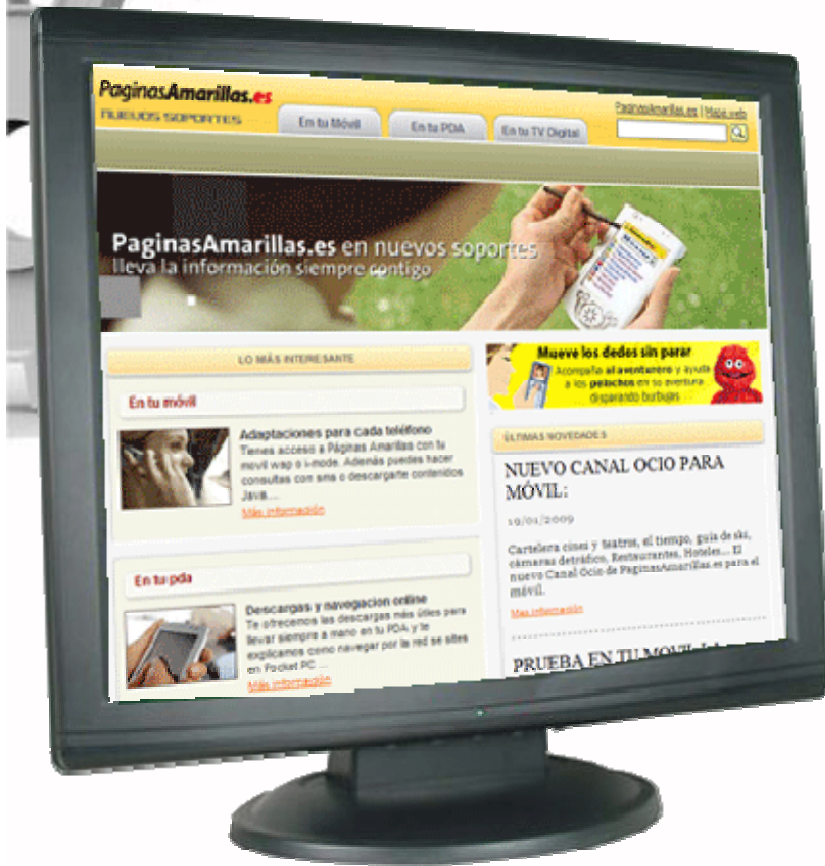 PaginasAmarillas.es
NUEVOS SOPORTES
En tu Móvil
En tu PDA
En tu TV Digital
PaginasAmarillas.es | Mapa web
PaginasAmarillas.es en nuevos soportes
lleva la información siempre contigo
LO MÁS INTERESANTE
En tu móvil
Adaptaciones para cada teléfono
Tienes acceso a Páginas Amarillas con tu
movil wap o i-mode. Además puedes hacer
consultas con sms o descargarte contenidos
Java....
Más información
En tu pda
Descargas y navegacion online
Te ofrecemos las descargas más útiles para
llevar siempre a mano en tu PDA, y te
explicamos como navegar por la red se sites
en Pocket PC ...
Más información
Mueve los dedos sin parar
Acompaña al aventurero y ayuda
a los peluchos en su aventura
disparando burbujas
ÚLTIMAS NOVEDADES
NUEVO CANAL OCIO PARA
MÓVIL:
19/01/2009
Cartelera cines y teatros, el tiempo, guía de ski,
cámaras detráfico, Restaurantes, Hoteles... El
nuevo Canal Ocio de PaginasAmarillas.es para el
móvil.
Mas información
PRUEBA EN TU MOVIL LA